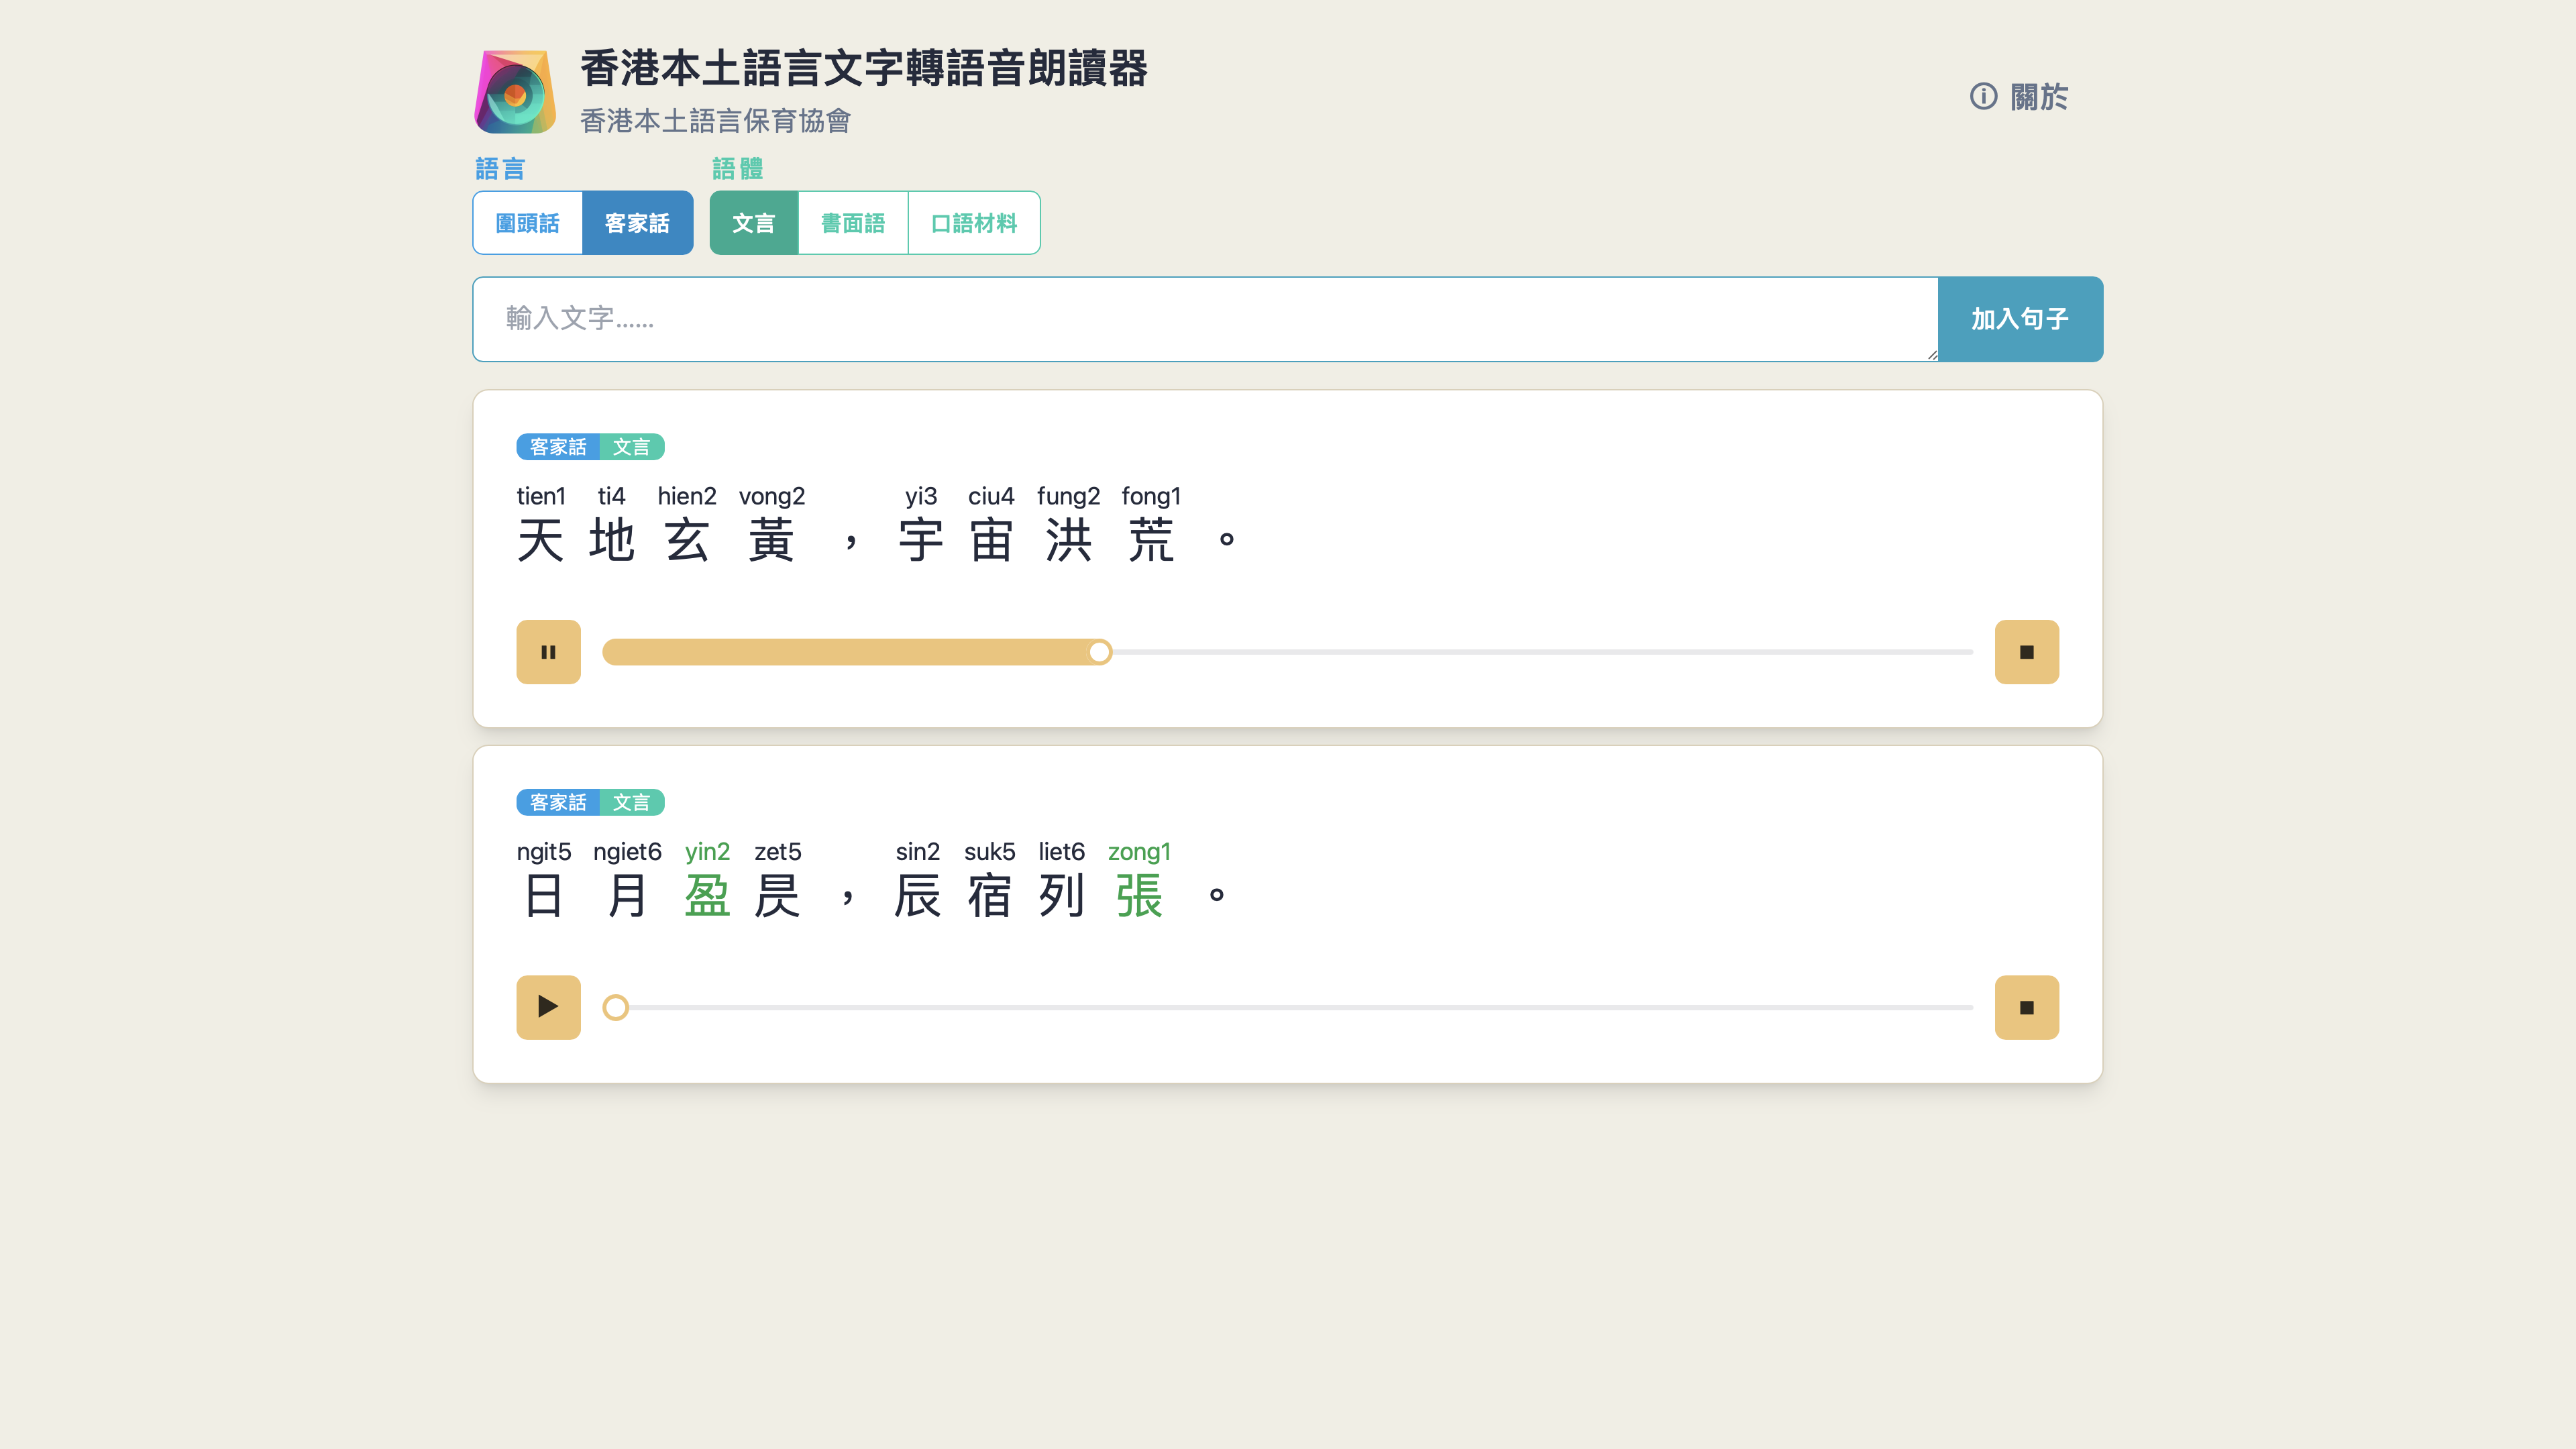 香港本土語言文字轉語音朗讀器
香港本土語言保育協會
關於
語言 語體
圍頭話 客家話 文言 書面語 口語材料
輸入文字…… 加入句子
客家話 文言
tien1 ti4 hien2 vong2 yi3 ciu4 fung2 fong1
天地玄黃，宇宙洪荒。
客家話 文言
ngit5 ngiet6 yin2 zet5 sin2 suk5 liet6 zong1
日月盈昃，辰宿列張。